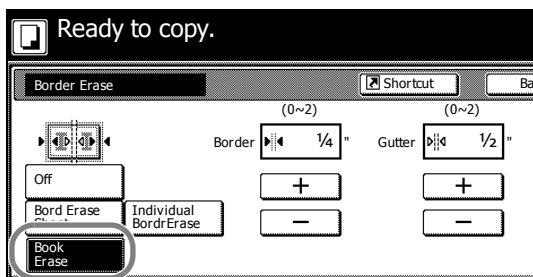 Ready to copy.
Border Erase
Shortcut
Ba
(0~2)
(0~2)
Border
1/4 "
Gutter
1/2 "
Off
+
+
Bord Erase
Individual
BordrErase
−
−
Book
Erase